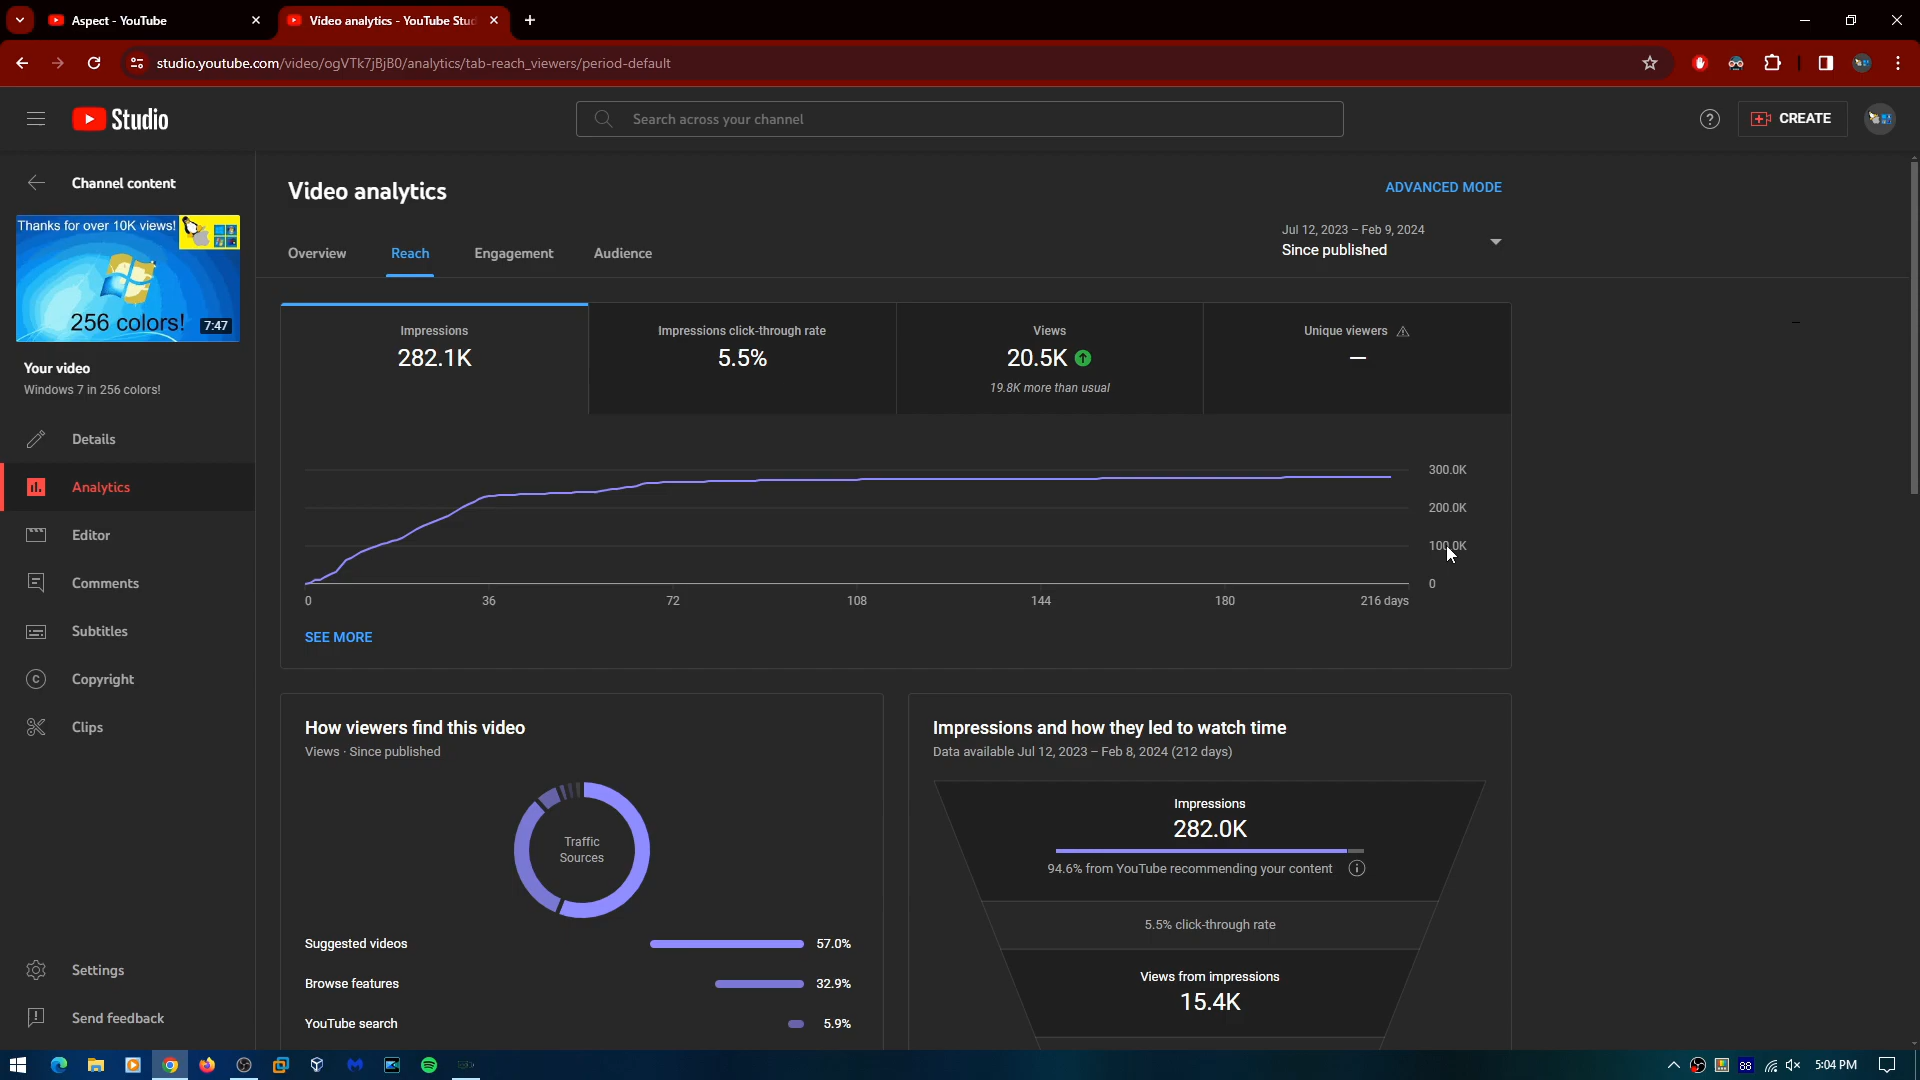 Aspect - YouTube
Video analytics - YouTube Stu
studio.youtube.com/video/ogVTk7jBjB0/analytics/tab-reach_viewers/period-default
Studio
Search across your channel
CREATE
Channel content
Thanks for over 10K views!
256 colors!
7:47
Your video
Windows 7 in 256 colors!
Details
Analytics
Editor
Comments
Subtitles
Copyright
Clips
Settings
Send feedback
Video analytics
ADVANCED MODE
Overview
Reach
Engagement
Audience
Jul 12, 2023 – Feb 9, 2024
Since published
Impressions
282.1K
Impressions click-through rate
5.5%
Views
20.5K
19.8K more than usual
Unique viewers
—
300.0K
200.0K
100.0K
0
0
36
72
108
144
180
216 days
SEE MORE
How viewers find this video
Views · Since published
Traffic
Sources
Suggested videos
57.0%
Browse features
32.9%
YouTube search
5.9%
Impressions and how they led to watch time
Data available Jul 12, 2023 – Feb 8, 2024 (212 days)
Impressions
282.0K
94.6% from YouTube recommending your content
5.5% click-through rate
Views from impressions
15.4K
88
5:04 PM